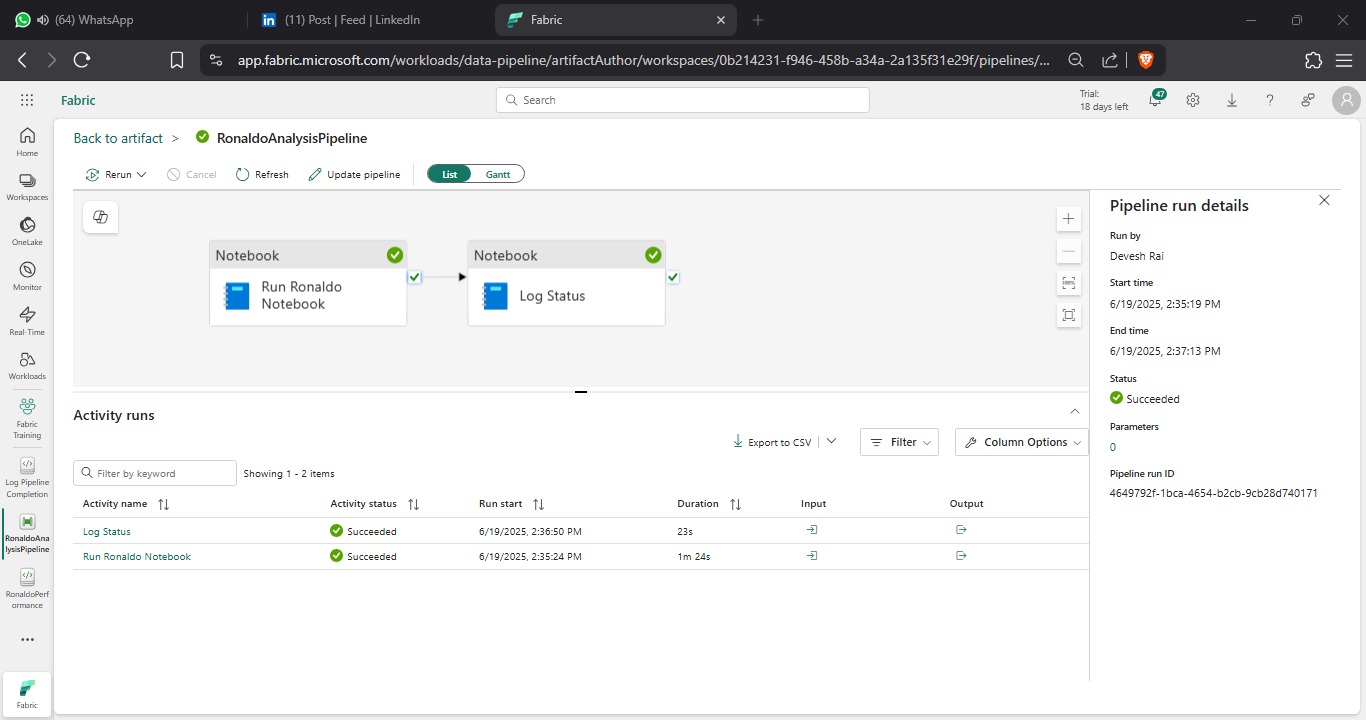 (64) WhatsApp
(11) Post | Feed | LinkedIn
Fabric
app.fabric.microsoft.com/workloads/data-pipeline/artifactAuthor/workspaces/0b214231-f946-458b-a34a-2a135f31e29f/pipelines/...
Fabric
Search
Trial:
18 days left
47
Home
Workspaces
OneLake
Monitor
Real-Time
Workloads
Fabric
Training
Log Pipeline
Completion
RonaldoAna
lysisPipeline
RonaldoPerf
ormance
Fabric
Back to artifact > RonaldoAnalysisPipeline
Rerun
Cancel
Refresh
Update pipeline
List
Gantt
Notebook
Run Ronaldo
Notebook
Notebook
Log Status
100%
Activity runs
Export to CSV
Filter
Column Options
Filter by keyword
Showing 1 - 2 items
Activity name Activity status Run start Duration Input Output
Log Status Succeeded 6/19/2025, 2:36:50 PM 23s
Run Ronaldo Notebook Succeeded 6/19/2025, 2:35:24 PM 1m 24s
Pipeline run details
Run by
Devesh Rai
Start time
6/19/2025, 2:35:19 PM
End time
6/19/2025, 2:37:13 PM
Status
Succeeded
Parameters
0
Pipeline run ID
4649792f-1bca-4654-b2cb-9cb28d740171